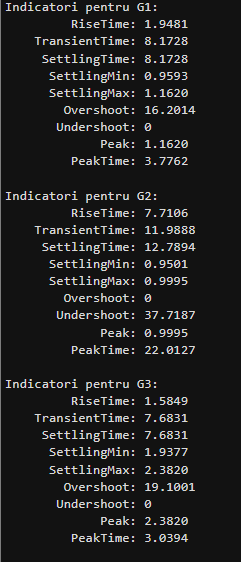 Indicatori pentru G1:
RiseTime: 1.9481
TransientTime: 8.1728
SettlingTime: 8.1728
SettlingMin: 0.9593
SettlingMax: 1.1620
Overshoot: 16.2014
Undershoot: 0
Peak: 1.1620
PeakTime: 3.7762
Indicatori pentru G2:
RiseTime: 7.7106
TransientTime: 11.9888
SettlingTime: 12.7894
SettlingMin: 0.9501
SettlingMax: 0.9995
Overshoot: 0
Undershoot: 37.7187
Peak: 0.9995
PeakTime: 22.0127
Indicatori pentru G3:
RiseTime: 1.5849
TransientTime: 7.6831
SettlingTime: 7.6831
SettlingMin: 1.9377
SettlingMax: 2.3820
Overshoot: 19.1001
Undershoot: 0
Peak: 2.3820
PeakTime: 3.0394